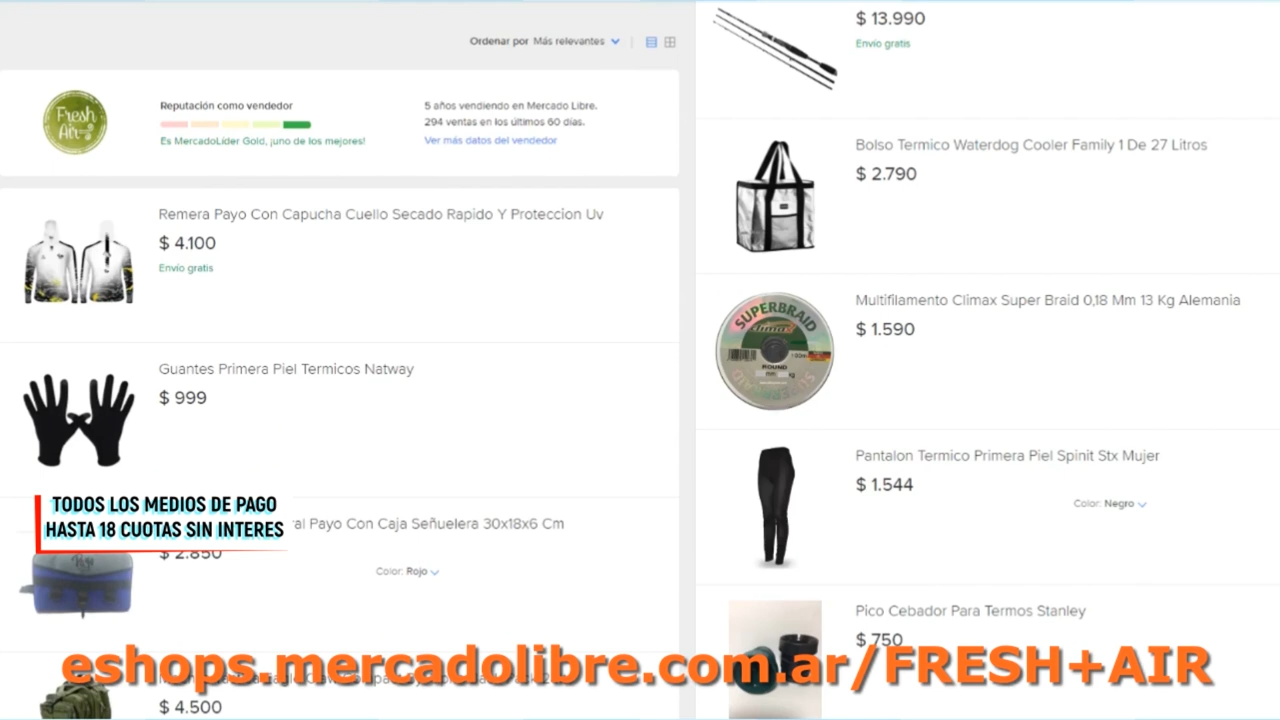 Ordenar por Más relevantes
Fresh
Air
Reputación como vendedor
Es MercadoLíder Gold, ¡uno de los mejores!
5 años vendiendo en Mercado Libre.
294 ventas en los últimos 60 días.
Ver más datos del vendedor
Remera Payo Con Capucha Cuello Secado Rapido Y Proteccion Uv
$ 4.100
Envío gratis
Guantes Primera Piel Termicos Natway
$ 999
TODOS LOS MEDIOS DE PAGO
HASTA 18 CUOTAS SIN INTERES
al Payo Con Caja Señuelera 30x18x6 Cm
$ 2.850
Color: Rojo
$ 4.500
$ 13.990
Envío gratis
Bolso Termico Waterdog Cooler Family 1 De 27 Litros
$ 2.790
Multifilamento Climax Super Braid 0,18 Mm 13 Kg Alemania
$ 1.590
SUPERBRAID
climax
ROUND
Pantalon Termico Primera Piel Spinit Stx Mujer
$ 1.544
Color: Negro
Pico Cebador Para Termos Stanley
$ 750
eshops.mercadolibre.com.ar/FRESH+AIR